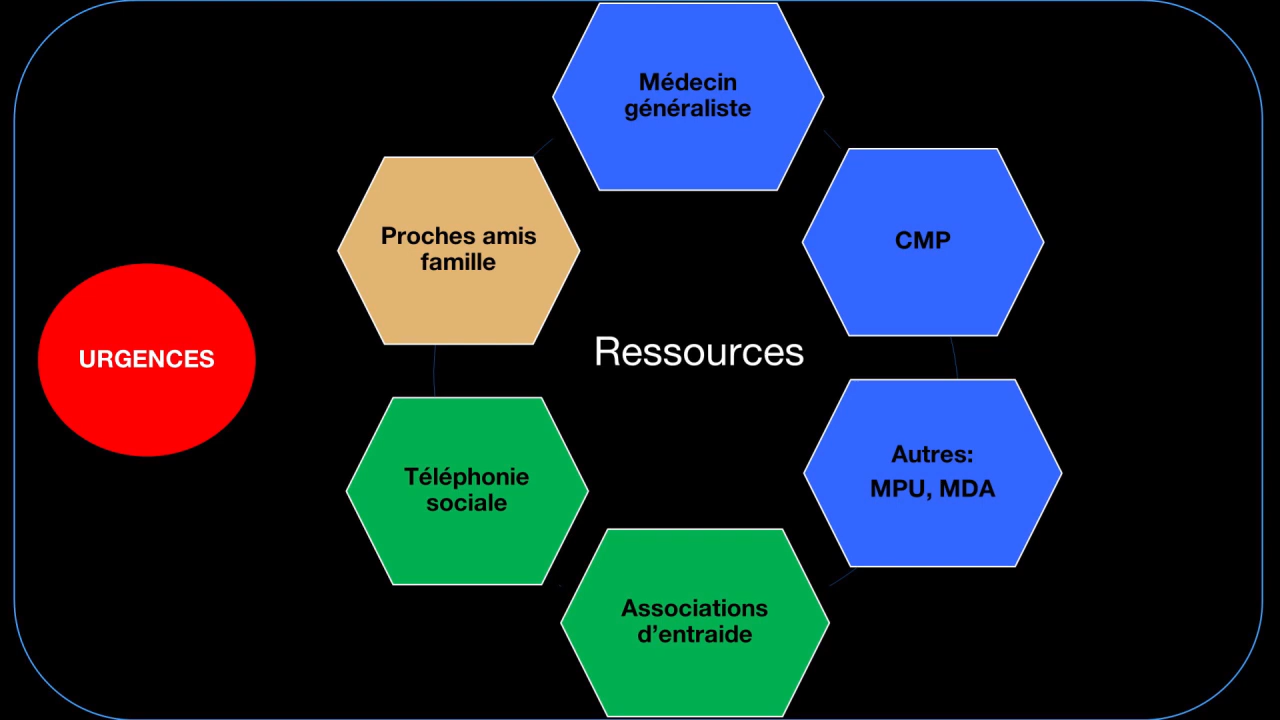 Médecin
généraliste
Proches amis
famille
CMP
URGENCES
Ressources
Autres:
MPU, MDA
Téléphonie
sociale
Associations
d’entraide